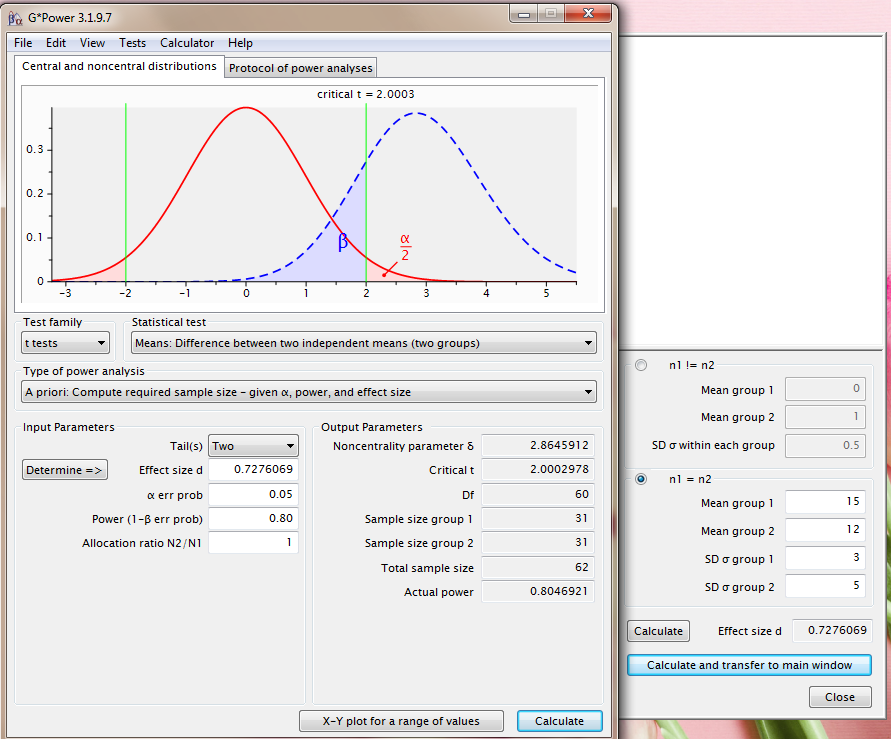 G*Power 3.1.9.7
File Edit View Tests Calculator Help
Central and noncentral distributions Protocol of power analyses
critical t = 2.0003
0.3
0.2
0.1
0
β
α
2
-3 -2 -1 0 1 2 3 4 5
Test family Statistical test
t tests Means: Difference between two independent means (two groups)
Type of power analysis
A priori: Compute required sample size - given α, power, and effect size
Input Parameters
Tail(s) Two
Determine => Effect size d 0.7276069
α err prob 0.05
Power (1-β err prob) 0.80
Allocation ratio N2/N1 1
Output Parameters
Noncentrality parameter δ 2.8645912
Critical t 2.0002978
Df 60
Sample size group 1 31
Sample size group 2 31
Total sample size 62
Actual power 0.8046921
X-Y plot for a range of values Calculate
n1 != n2
Mean group 1 0
Mean group 2 1
SD σ within each group 0.5
n1 = n2
Mean group 1 15
Mean group 2 12
SD σ group 1 3
SD σ group 2 5
Calculate Effect size d 0.7276069
Calculate and transfer to main window
Close